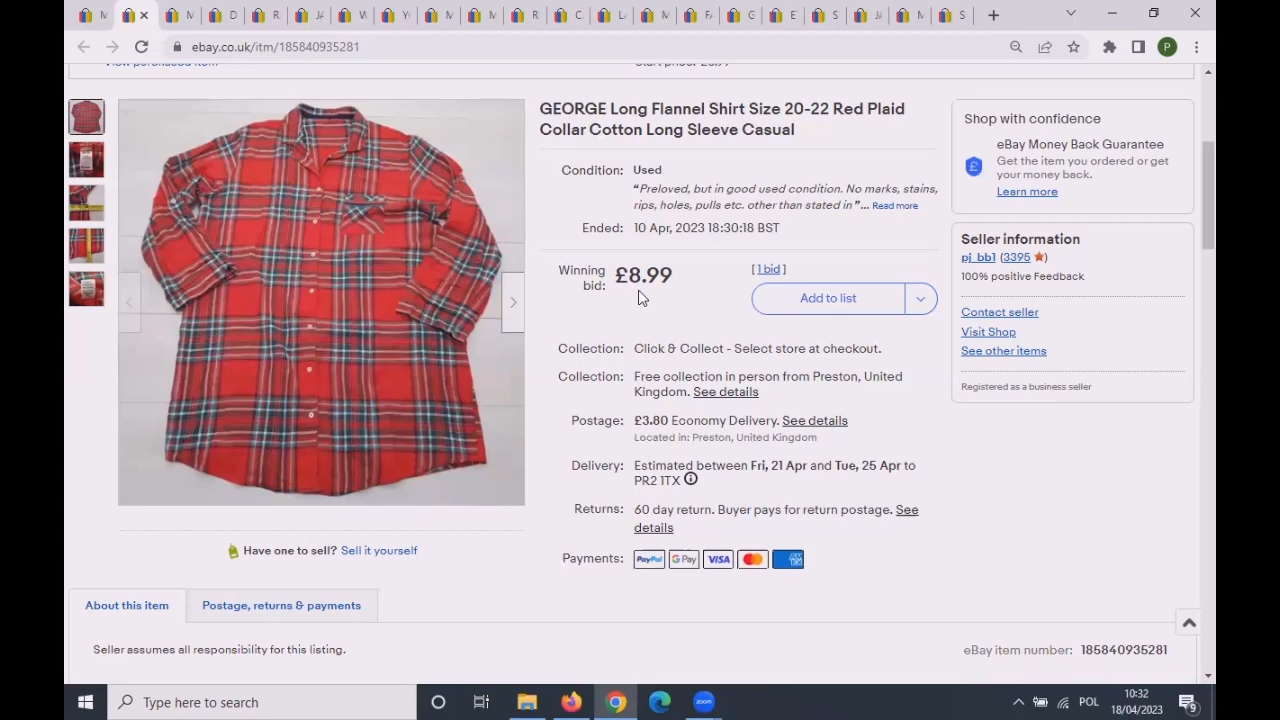 M
M
D
R
JA
W
Y
M
M
R
C
L
M
FA
G
E
S
JA
M
S
ebay.co.uk/itm/185840935281
P
GEORGE Long Flannel Shirt Size 20-22 Red Plaid
Collar Cotton Long Sleeve Casual
Condition: Used
“Preloved, but in good used condition. No marks, stains,
rips, holes, pulls etc. other than stated in ”... Read more
Ended: 10 Apr, 2023 18:30:18 BST
Winning
bid: £8.99
[ 1 bid ]
Add to list
Collection: Click & Collect - Select store at checkout.
Collection: Free collection in person from Preston, United
Kingdom. See details
Postage: £3.80 Economy Delivery. See details
Located in: Preston, United Kingdom
Delivery: Estimated between Fri, 21 Apr and Tue, 25 Apr to
PR2 1TX
Returns: 60 day return. Buyer pays for return postage. See
details
Payments: PayPal G Pay VISA
Shop with confidence
eBay Money Back Guarantee
Get the item you ordered or get
your money back.
Learn more
Seller information
pj_bb1 (3395)
100% positive Feedback
Contact seller
Visit Shop
See other items
Registered as a business seller
Have one to sell? Sell it yourself
About this item
Postage, returns & payments
Seller assumes all responsibility for this listing.
eBay item number: 185840935281
Type here to search
zoom
POL
10:32
18/04/2023
9